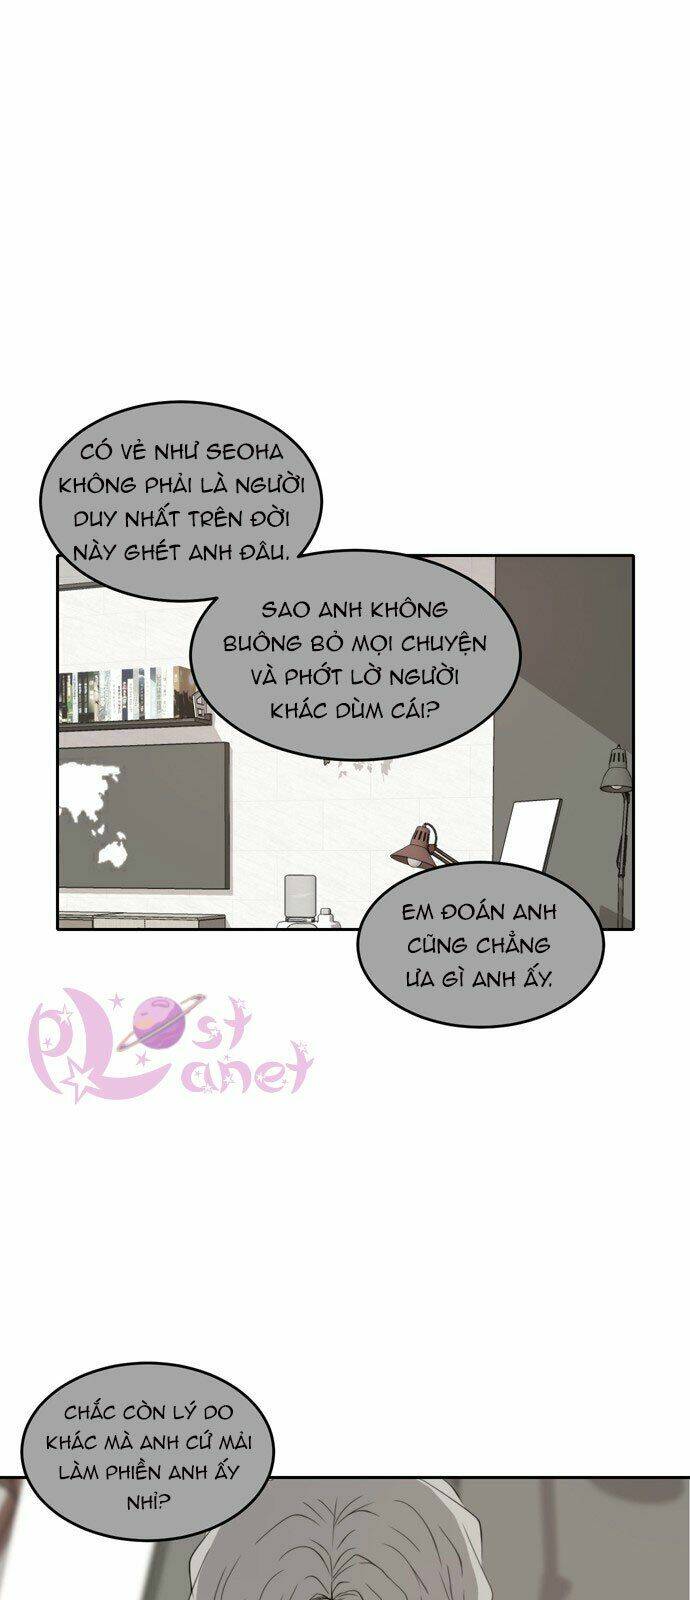 CÓ VẺ NHƯ SEOHA
KHÔNG PHẢI LÀ NGƯỜI
DUY NHẤT TRÊN ĐỜI
NÀY GHÉT ANH ĐÂU.
SAO ANH KHÔNG
BUÔNG BỎ MỌI CHUYỆN
VÀ PHỚT LỜ NGƯỜI
KHÁC DÙM CÁI?
EM ĐOÁN ANH
CŨNG CHẲNG
ƯA GÌ ANH ẤY.
Lost
Planet
CHẮC CÒN LÝ DO
KHÁC MÀ ANH CỨ MẢI
LÀM PHIỀN ANH ẤY
NHỈ?